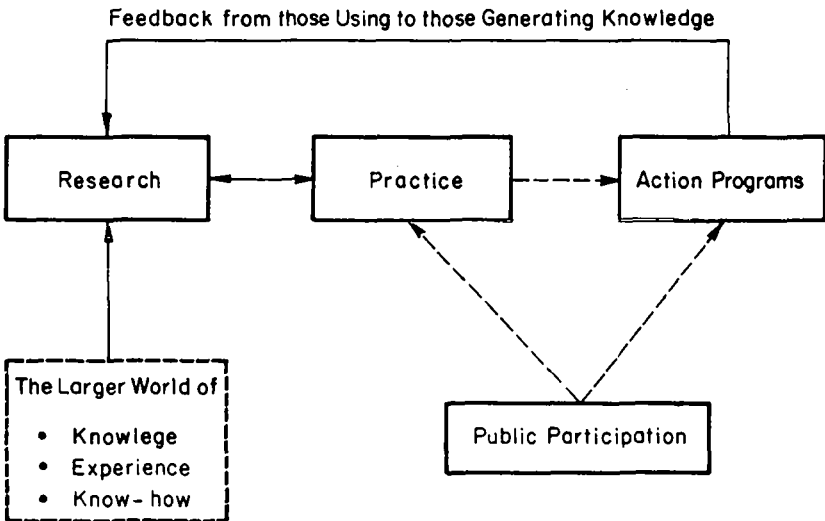 Feedback from those Using to those Generating Knowledge
Research
Practice
Action Programs
The Larger World of
• Knowlege
• Experience
• Know-how
Public Participation